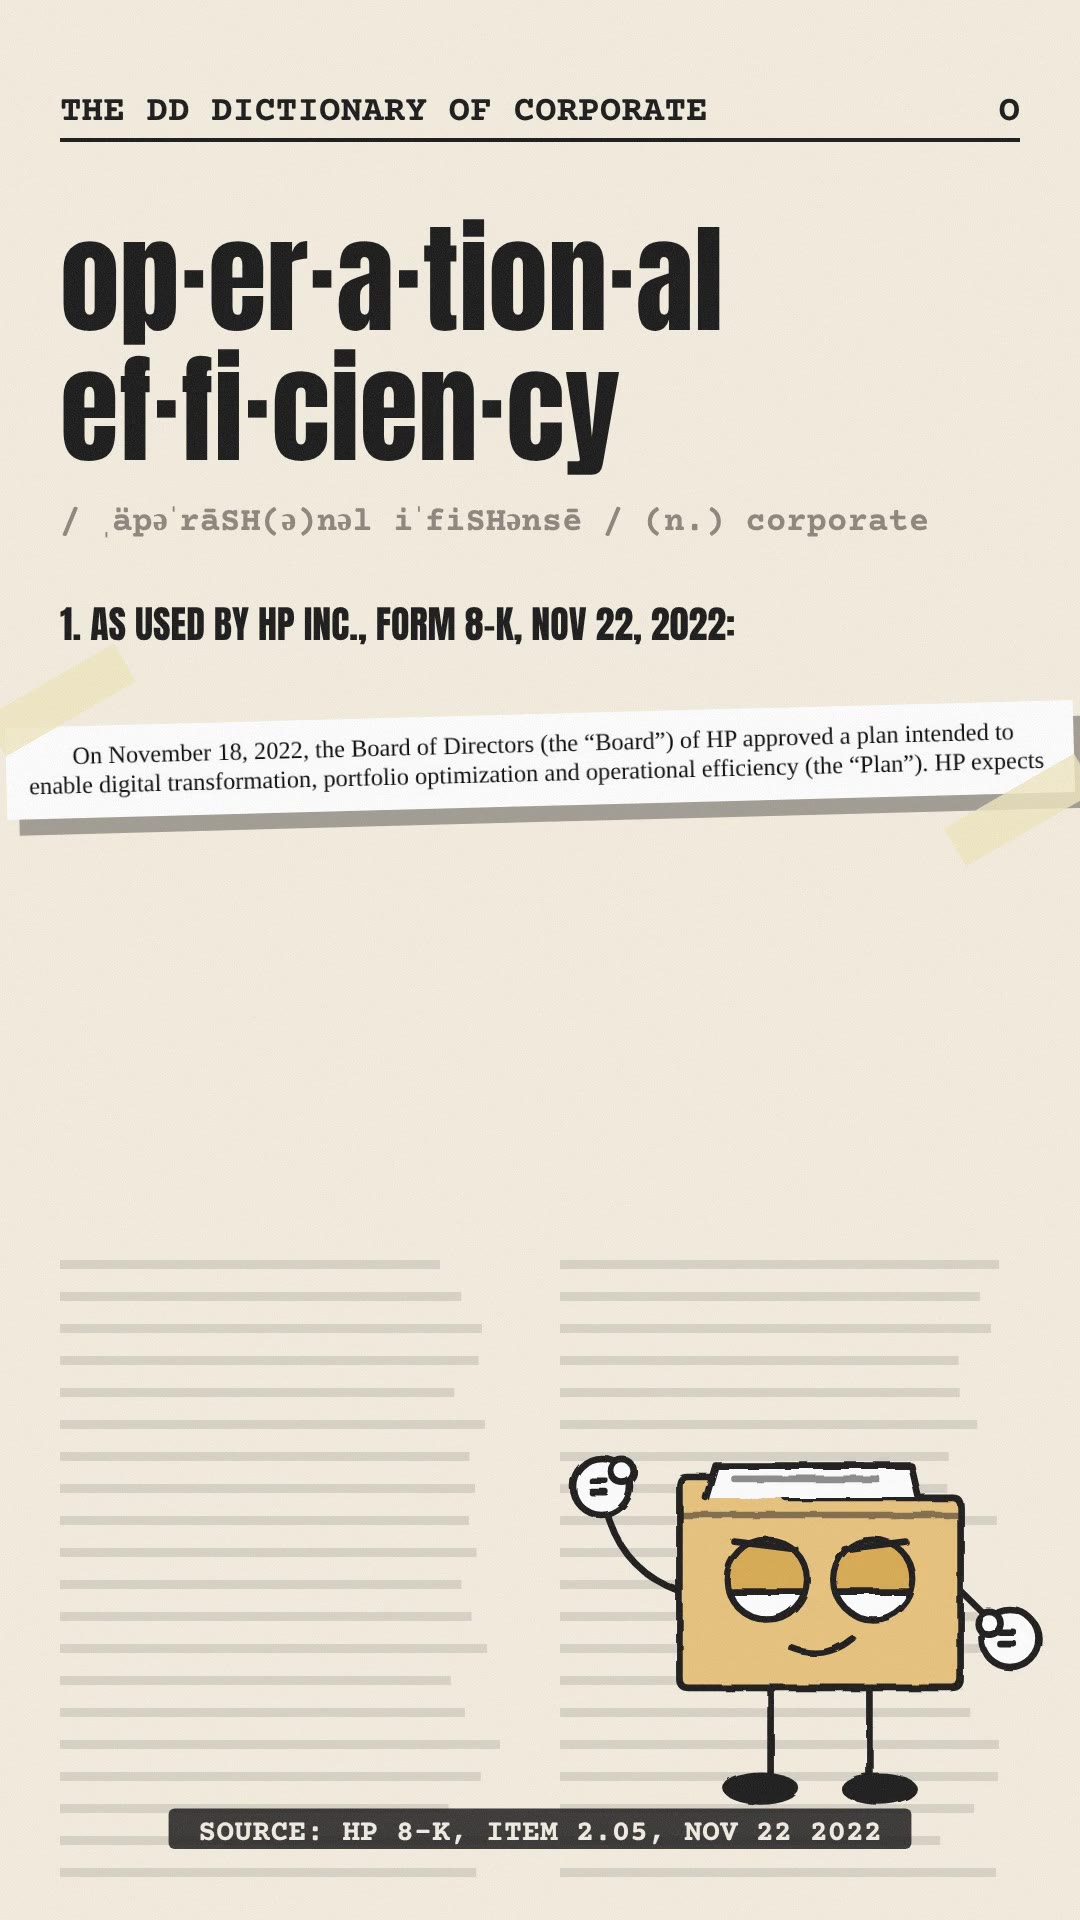 THE DD DICTIONARY OF CORPORATE O
op·er·a·tion·al
ef·fi·cien·cy
/ ˌäpəˈrāSH(ə)nəl iˈfiSHənsē / (n.) corporate
1. AS USED BY HP INC., FORM 8-K, NOV 22, 2022:
On November 18, 2022, the Board of Directors (the “Board”) of HP approved a plan intended to
enable digital transformation, portfolio optimization and operational efficiency (the “Plan”). HP expects
SOURCE: HP 8-K, ITEM 2.05, NOV 22 2022